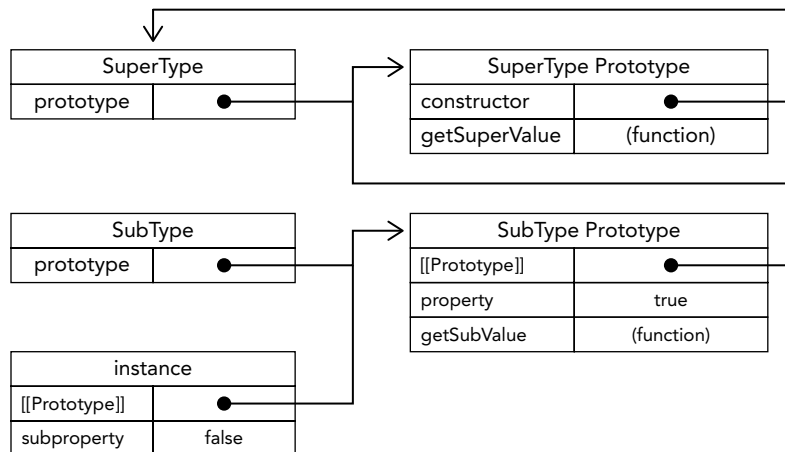 SuperType
prototype
SuperType Prototype
constructor
getSuperValue (function)
SubType
prototype
SubType Prototype
[[Prototype]]
property true
getSubValue (function)
instance
[[Prototype]]
subproperty false